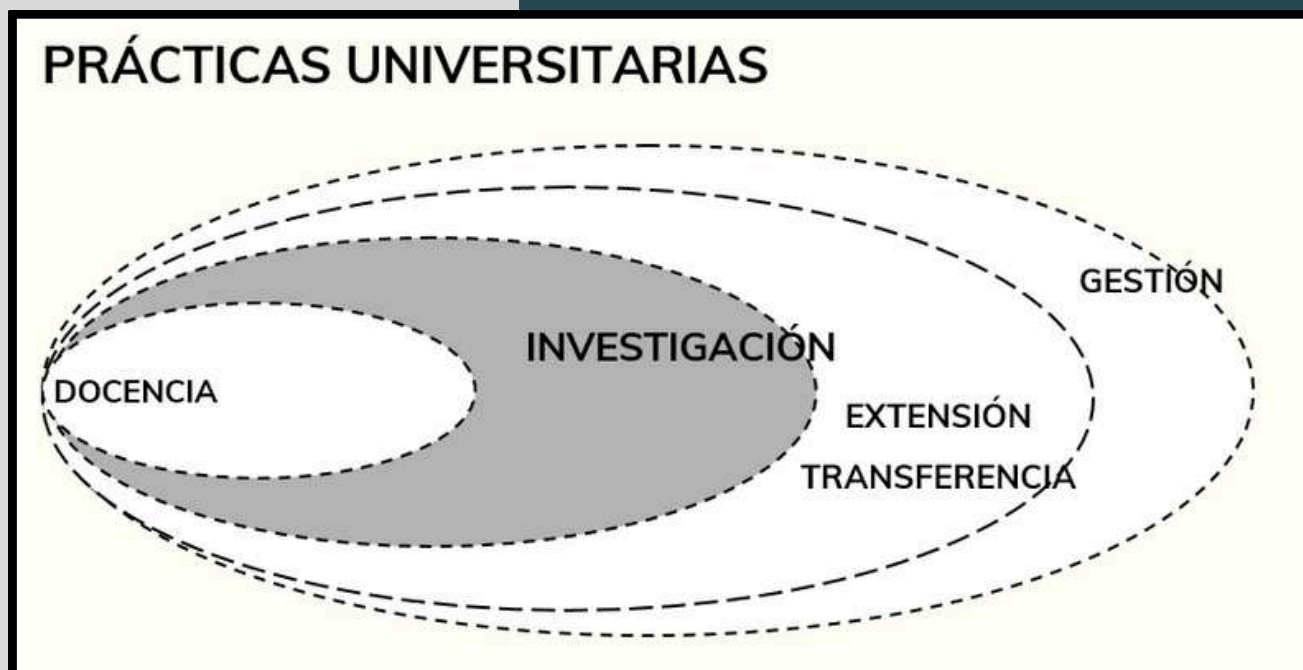 PRÁCTICAS UNIVERSITARIAS
GESTIÓN
INVESTIGACIÓN
DOCENCIA
EXTENSIÓN
TRANSFERENCIA